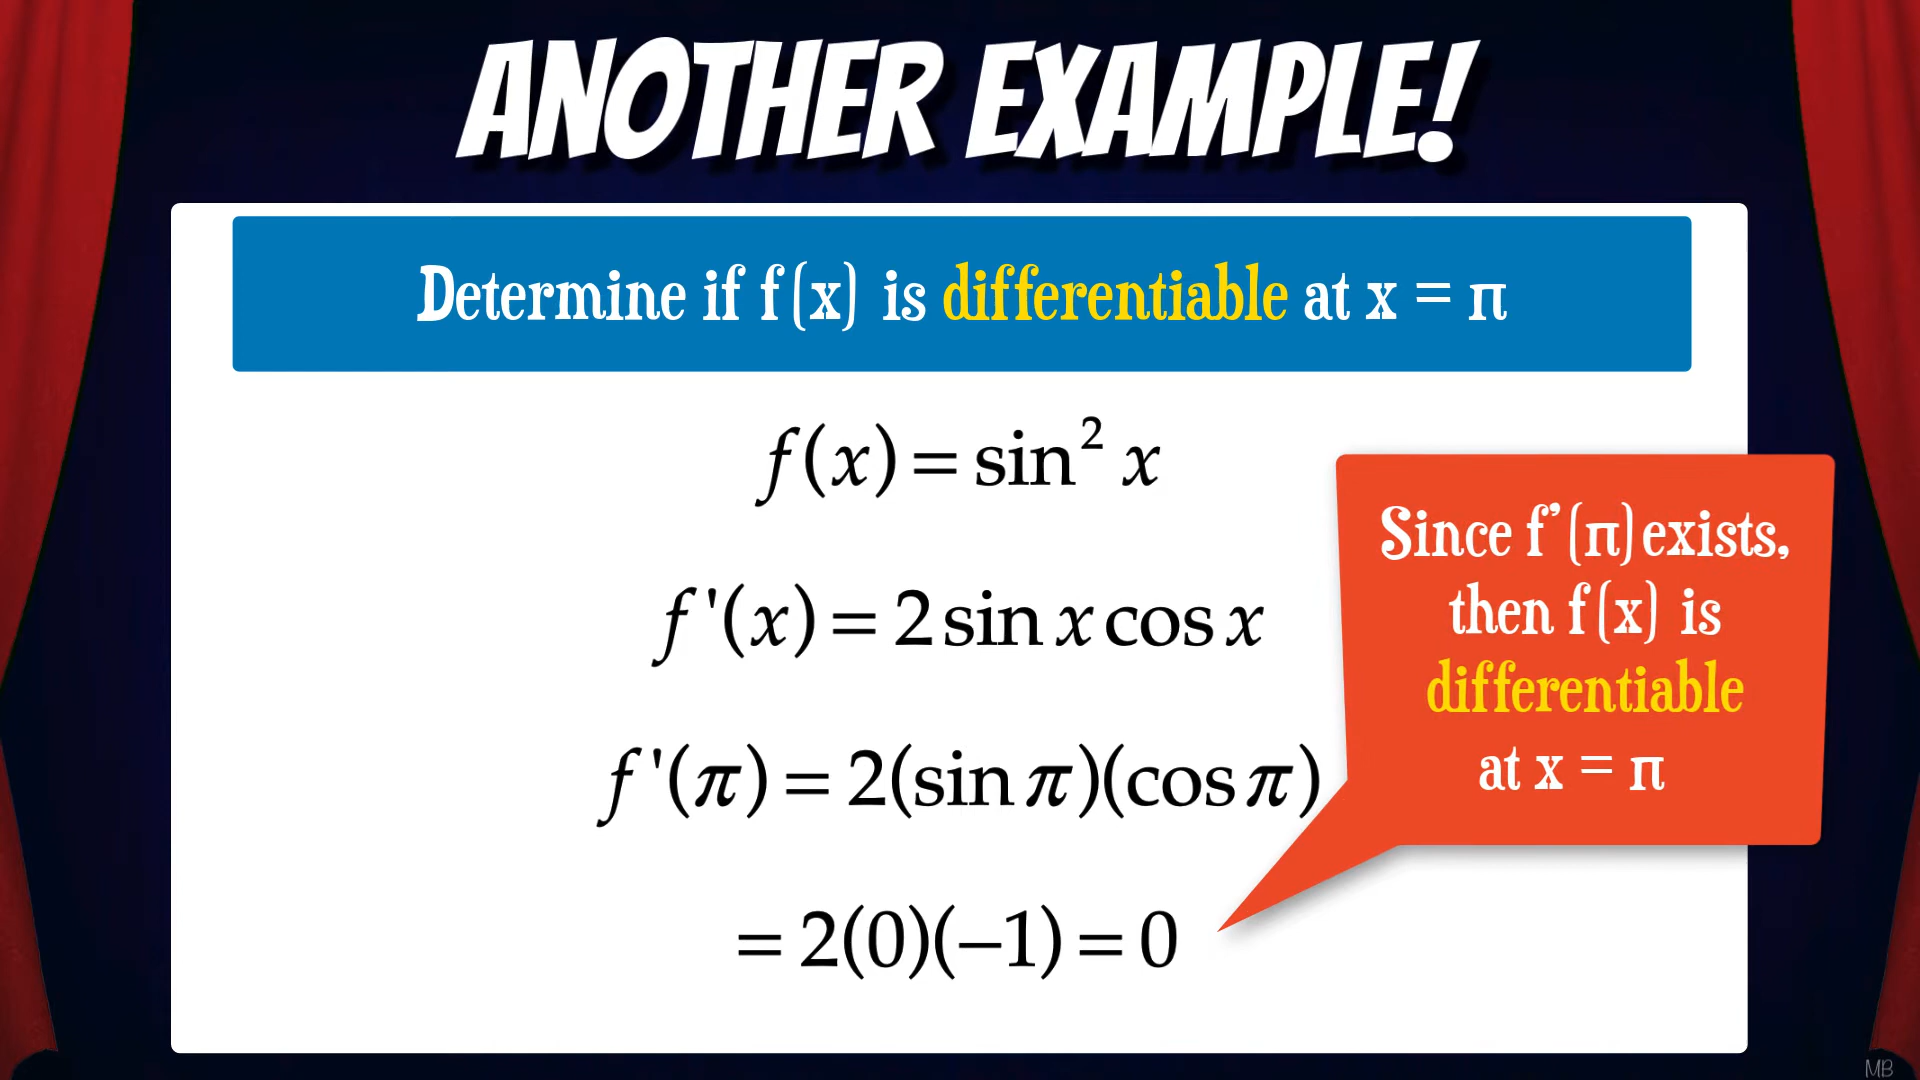 ANOTHER EXAMPLE!
Determine if f(x) is differentiable at x = π
f(x) = sin² x
f'(x) = 2 sin x cos x
f'(π) = 2(sin π)(cos π)
= 2(0)(−1) = 0
Since f'(π) exists,
then f(x) is
differentiable
at x = π
MB